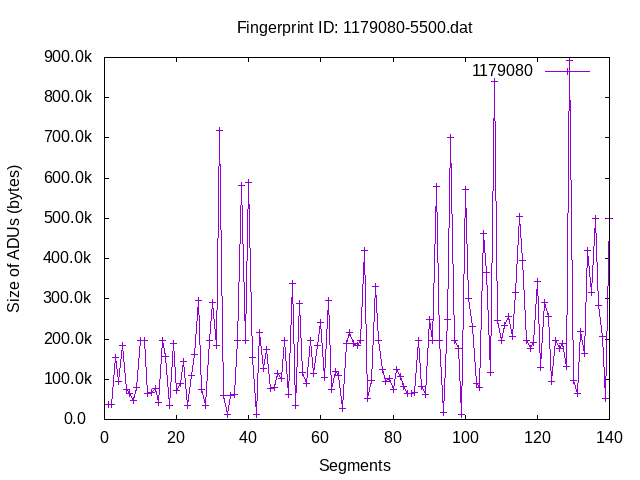 Fingerprint ID: 1179080-5500.dat
900.0k
1179080
800.0k
700.0k
600.0k
500.0k
400.0k
300.0k
200.0k
100.0k
0.0
Size of ADUs (bytes)
0 20 40 60 80 100 120 140
Segments